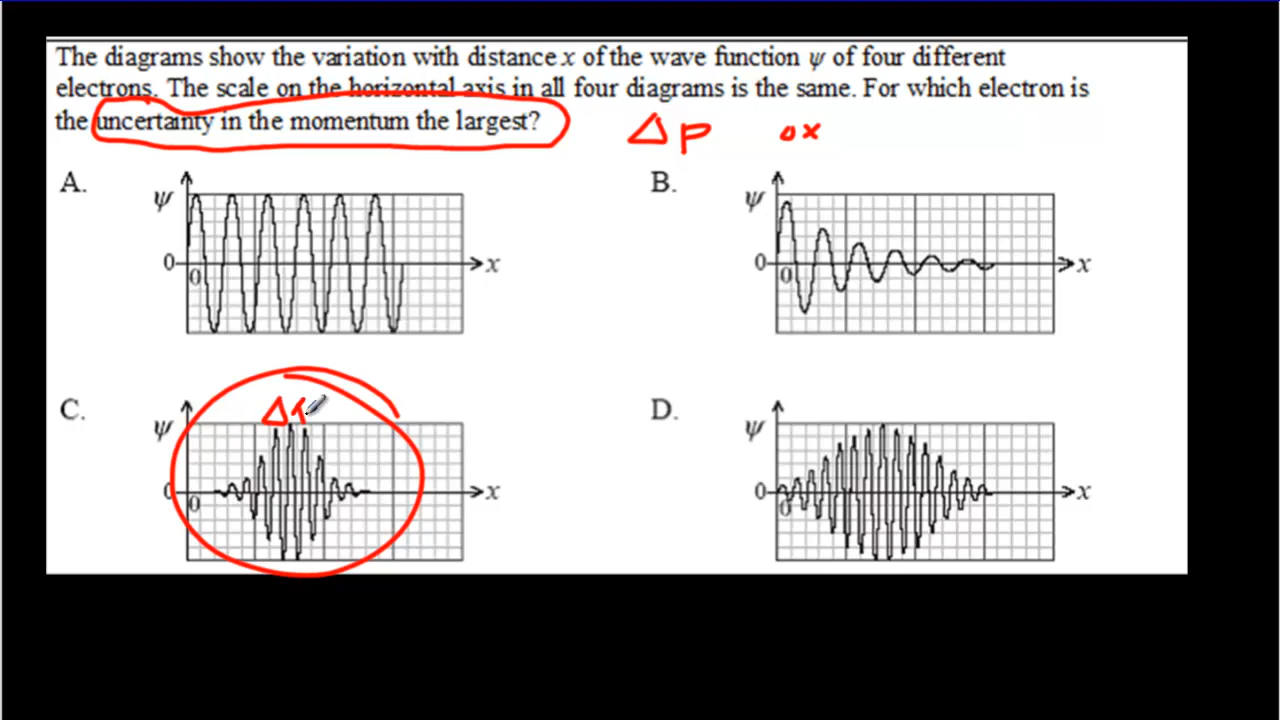 The diagrams show the variation with distance x of the wave function ψ of four different
electrons. The scale on the horizontal axis in all four diagrams is the same. For which electron is
the uncertainty in the momentum the largest?
Δp Δx
A.
ψ
0
0
x
B.
ψ
0
0
x
C.
Δ
ψ
0
0
x
D.
ψ
0
0
x